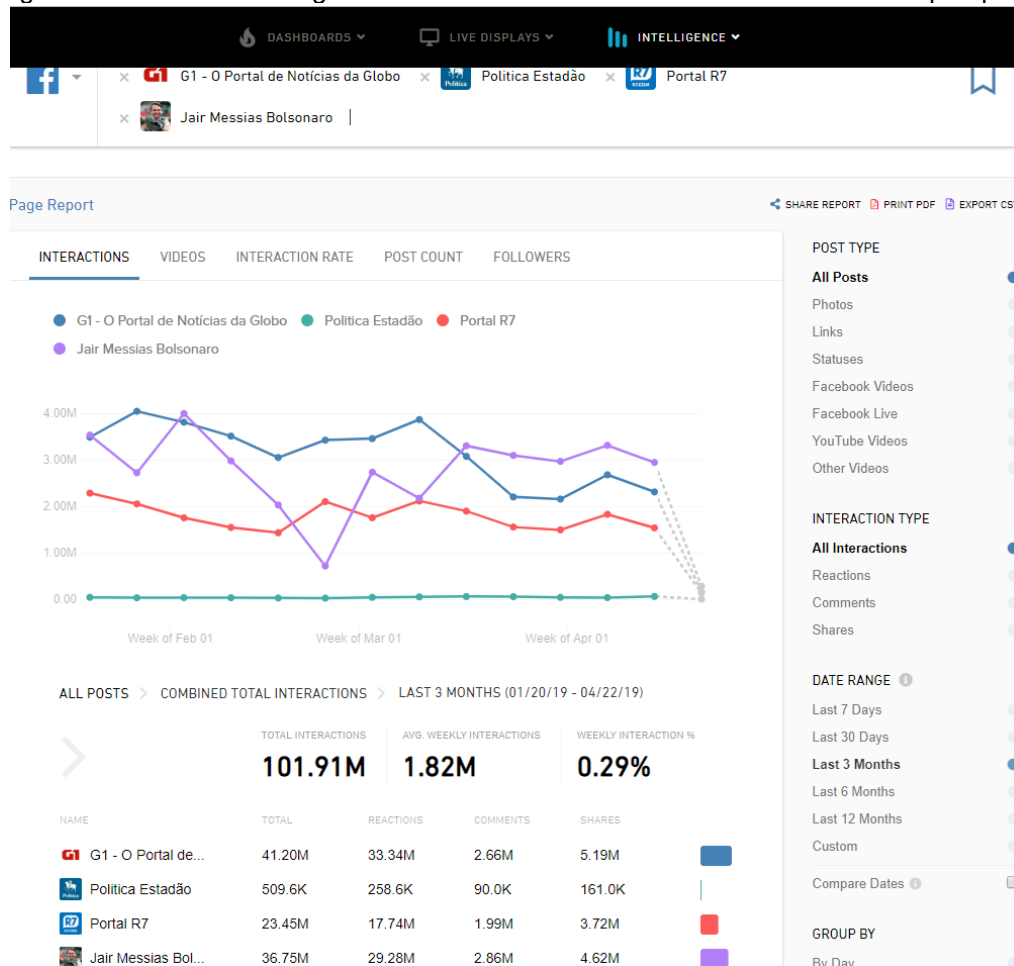 DASHBOARDS LIVE DISPLAYS INTELLIGENCE
G1 G1 - O Portal de Notícias da Globo Politica Politica Estadão R7 Portal R7
Jair Messias Bolsonaro
Page Report
SHARE REPORT PRINT PDF EXPORT CSV
INTERACTIONS VIDEOS INTERACTION RATE POST COUNT FOLLOWERS
G1 - O Portal de Notícias da Globo Politica Estadão Portal R7
Jair Messias Bolsonaro
4.00M
3.00M
2.00M
1.00M
0.00
Week of Feb 01 Week of Mar 01 Week of Apr 01
ALL POSTS > COMBINED TOTAL INTERACTIONS > LAST 3 MONTHS (01/20/19 - 04/22/19)
TOTAL INTERACTIONS AVG. WEEKLY INTERACTIONS WEEKLY INTERACTION %
101.91M 1.82M 0.29%
NAME TOTAL REACTIONS COMMENTS SHARES
G1 G1 - O Portal de... 41.20M 33.34M 2.66M 5.19M
Politica Estadão 509.6K 258.6K 90.0K 161.0K
R7 Portal R7 23.45M 17.74M 1.99M 3.72M
Jair Messias Bol... 36.75M 29.28M 2.86M 4.62M
POST TYPE
All Posts
Photos
Links
Statuses
Facebook Videos
Facebook Live
YouTube Videos
Other Videos
INTERACTION TYPE
All Interactions
Reactions
Comments
Shares
DATE RANGE
Last 7 Days
Last 30 Days
Last 3 Months
Last 6 Months
Last 12 Months
Custom
Compare Dates
GROUP BY
By Day